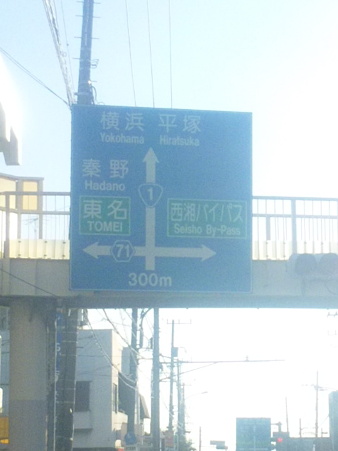 横浜 平塚
Yokohama Hiratsuka
秦野
Hadano
1
東名
TOMEI
西湘バイパス
Seisho By-Pass
71
300m